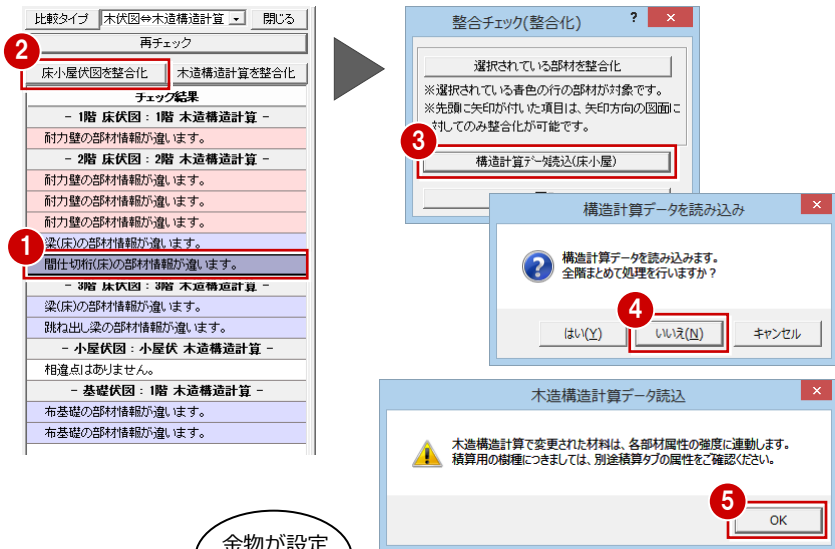 比較タイプ 木伏図⇔木造構造計算 閉じる
再チェック
2
床小屋伏図を整合化 木造構造計算を整合化
チェック結果
- 1階 床伏図：1階 木造構造計算 -
耐力壁の部材情報が違います。
- 2階 床伏図：2階 木造構造計算 -
耐力壁の部材情報が違います。
耐力壁の部材情報が違います。
耐力壁の部材情報が違います。
1
梁(床)の部材情報が違います。
間仕切桁(床)の部材情報が違います。
- 3階 床伏図：3階 木造構造計算 -
梁(床)の部材情報が違います。
跳ね出し梁の部材情報が違います。
- 小屋伏図：小屋伏 木造構造計算 -
相違点はありません。
- 基礎伏図：1階 木造構造計算 -
布基礎の部材情報が違います。
布基礎の部材情報が違います。
整合チェック(整合化) ? ×
選択されている部材を整合化
※選択されている青色の行の部材が対象です。
※先頭に矢印が付いた項目は、矢印方向の図面に
対してのみ整合化が可能です。
3
構造計算データ読込(床小屋)
構造計算データを読み込み ×
構造計算データを読み込みます。
全階まとめて処理を行いますか？
4
はい(Y) いいえ(N) キャンセル
木造構造計算データ読込 ×
木造構造計算で変更された材料は、各部材属性の強度に連動します。
積算用の樹種につきましては、別途積算タブの属性をご確認ください。
5
OK
金物が設定